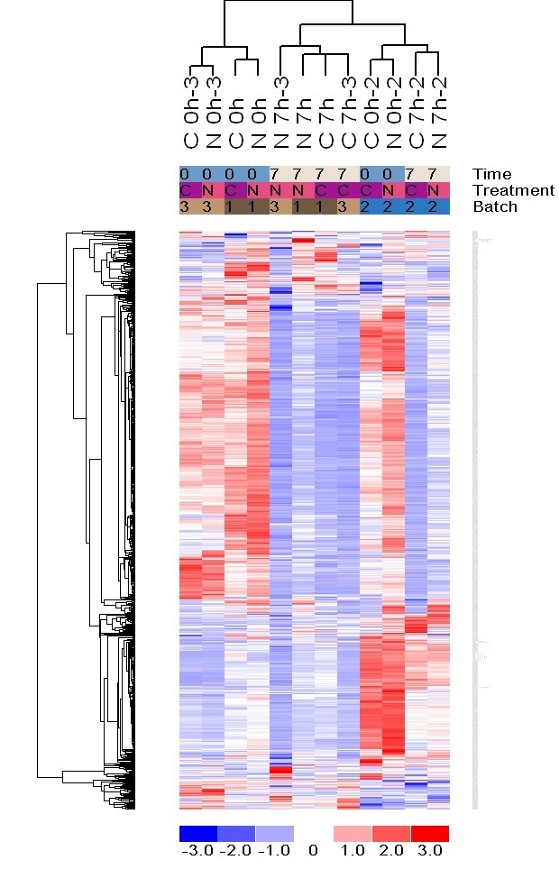 C 0h-3
N 0h-3
C 0h
N 0h
N 7h-3
N 7h
C 7h
C 7h-3
C 0h-2
N 0h-2
C 7h-2
N 7h-2
0 0 0 0 7 7 7 7 0 0 7 7 Time
C N C N N N C C C N C N Treatment
3 3 1 1 3 1 1 3 2 2 2 2 Batch
-3.0 -2.0 -1.0 0 1.0 2.0 3.0